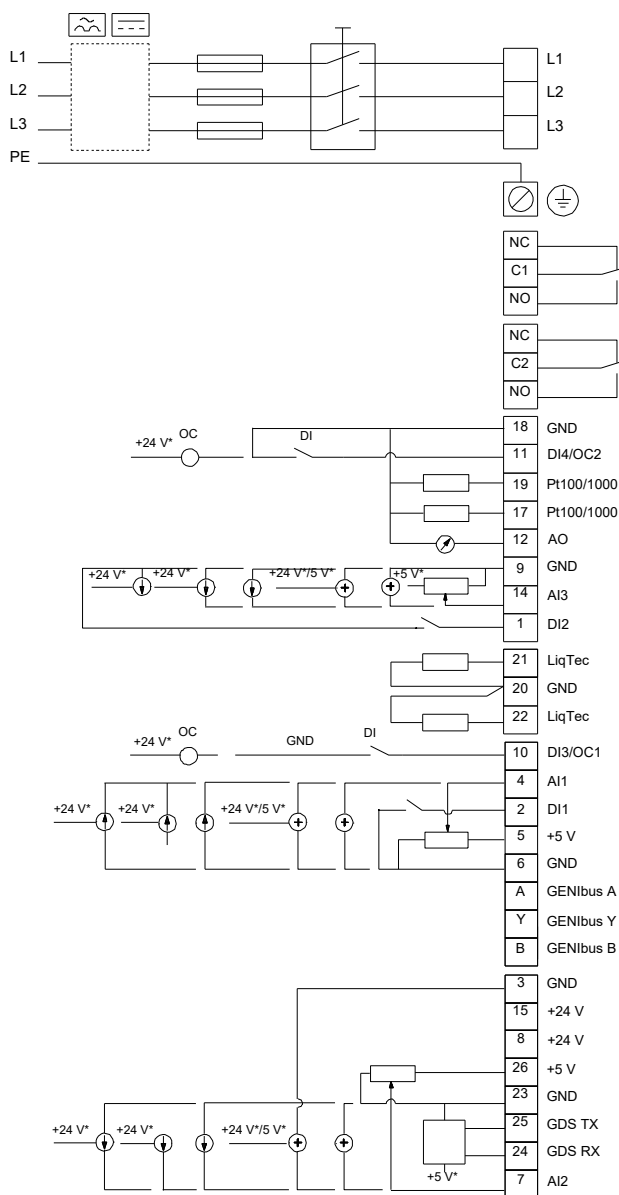 L1 L1
L2 L2
L3 L3
PE
NC
C1
NO
NC
C2
NO
18 GND
+24 V* OC DI 11 DI4/OC2
19 Pt100/1000
17 Pt100/1000
12 AO
9 GND
+24 V* +24 V* +24 V*/5 V* +5 V*
14 AI3
1 DI2
21 LiqTec
20 GND
22 LiqTec
+24 V* OC GND DI 10 DI3/OC1
4 AI1
+24 V* +24 V* +24 V*/5 V* 2 DI1
5 +5 V
6 GND
A GENIbus A
Y GENIbus Y
B GENIbus B
3 GND
15 +24 V
8 +24 V
26 +5 V
23 GND
25 GDS TX
+24 V* +24 V* +24 V*/5 V* 24 GDS RX
+5 V*
7 AI2